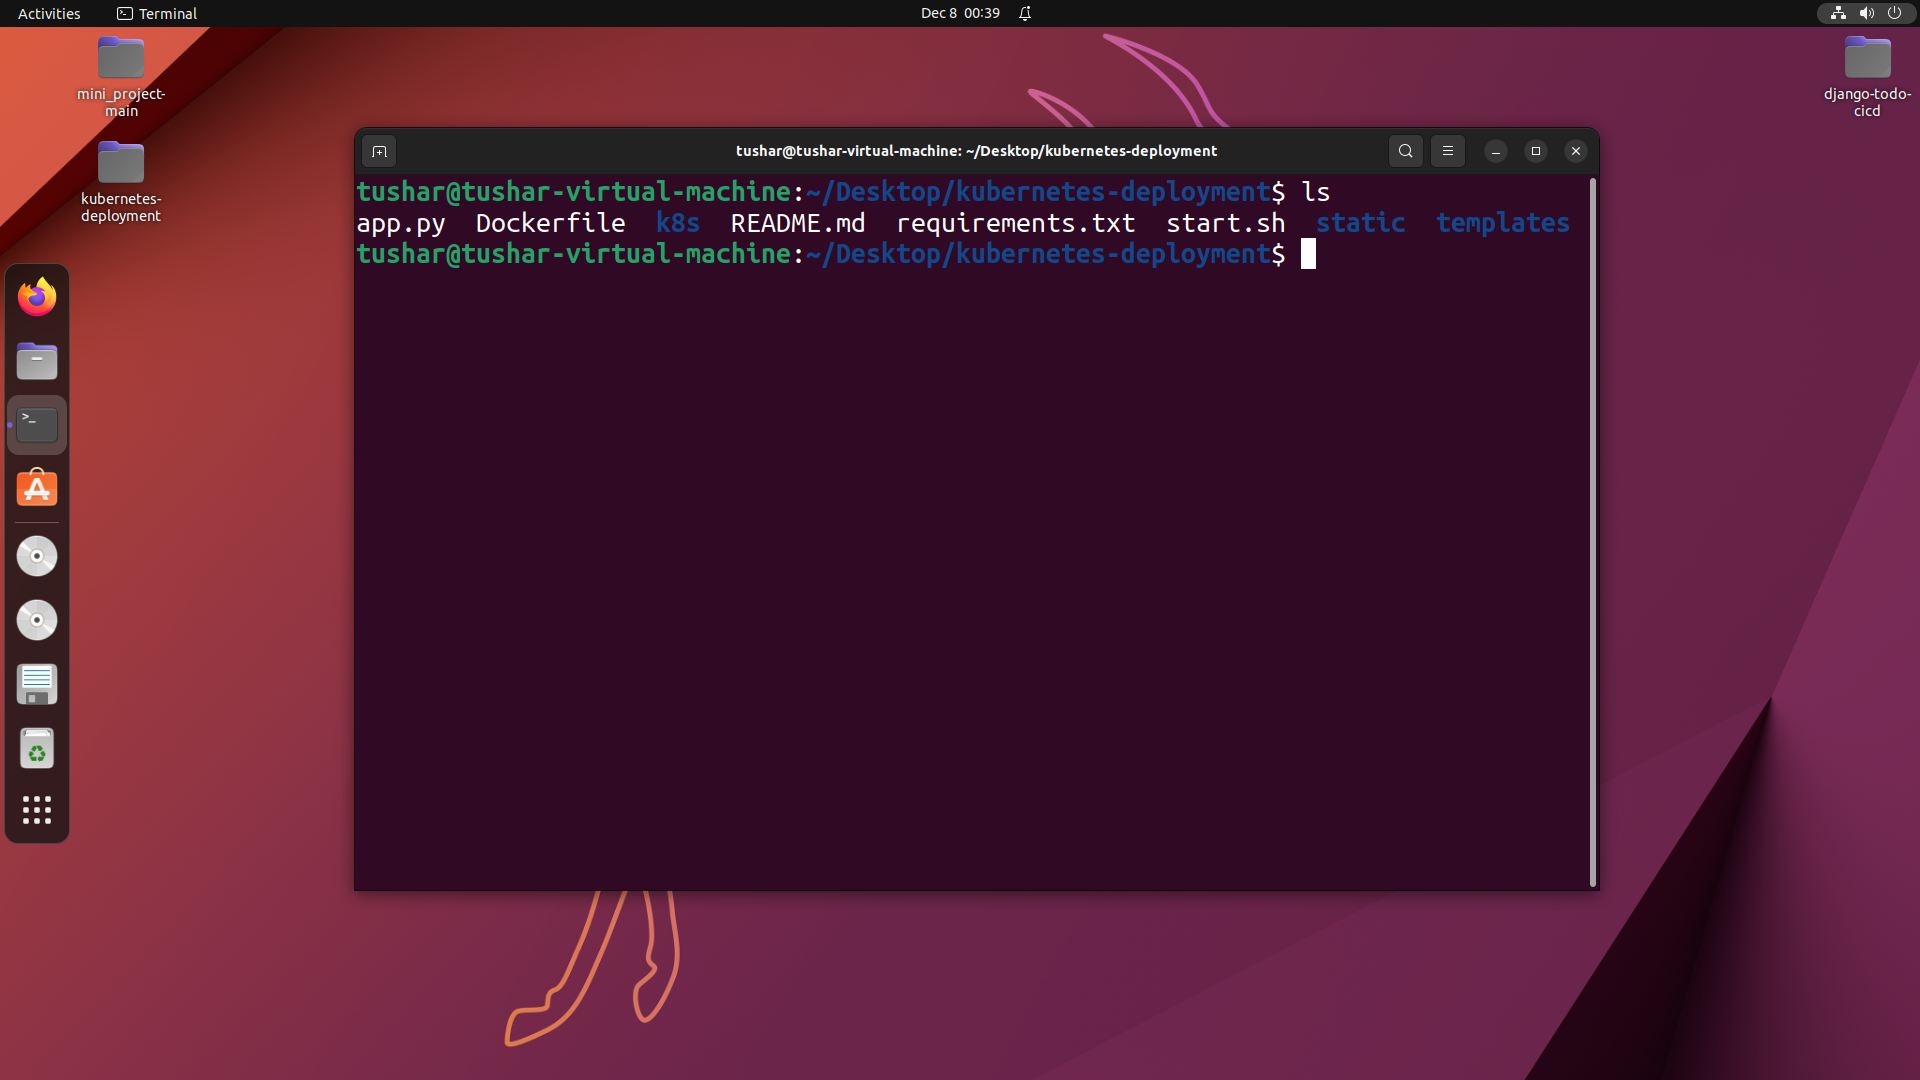 Activities
Terminal
Dec 8 00:39
mini_project-
main
kubernetes-
deployment
django-todo-
cicd
tushar@tushar-virtual-machine: ~/Desktop/kubernetes-deployment
tushar@tushar-virtual-machine:~/Desktop/kubernetes-deployment$ ls
app.py  Dockerfile  k8s  README.md  requirements.txt  start.sh  static  templates
tushar@tushar-virtual-machine:~/Desktop/kubernetes-deployment$